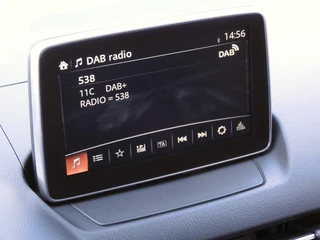 DAB radio 14:56
538 DAB
11C DAB+
RADIO = 538
TA